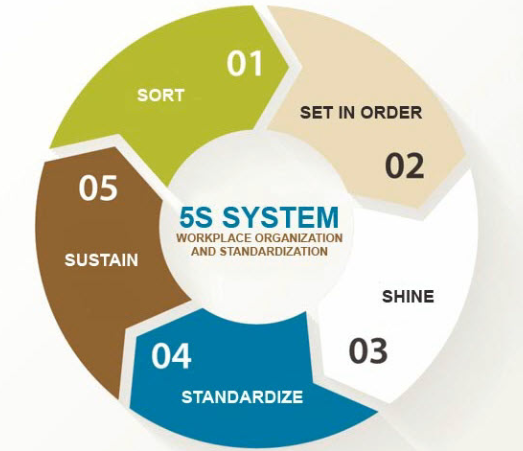 5S SYSTEM
WORKPLACE ORGANIZATION
AND STANDARDIZATION
01
SORT
SET IN ORDER
02
SHINE
03
04
STANDARDIZE
05
SUSTAIN